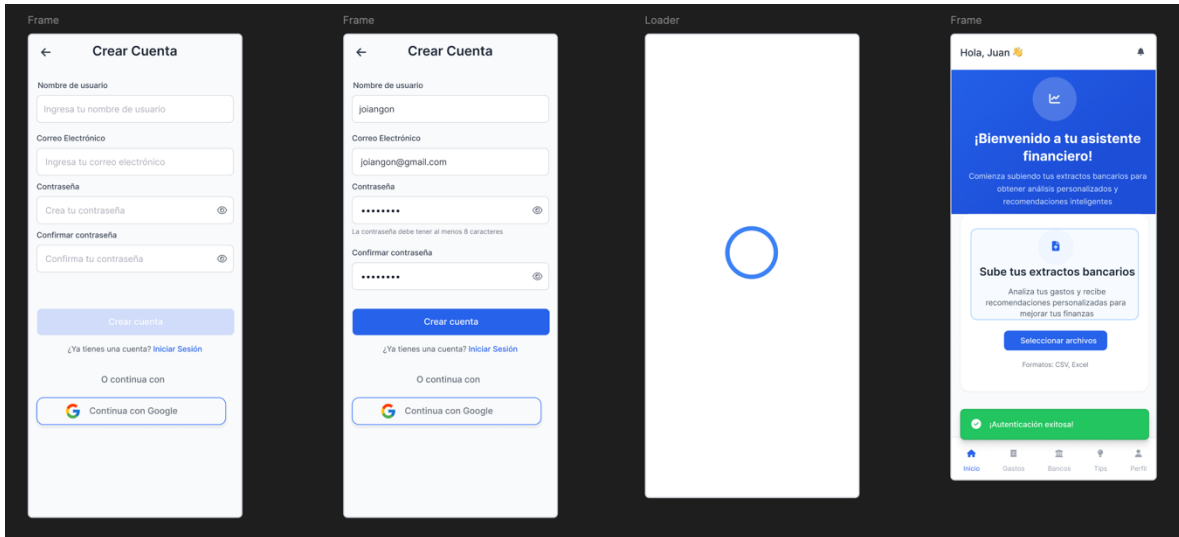 Frame
Crear Cuenta
Nombre de usuario
Ingresa tu nombre de usuario
Correo Electrónico
Ingresa tu correo electrónico
Contraseña
Crea tu contraseña
Confirmar contraseña
Confirma tu contraseña
Crear cuenta
¿Ya tienes una cuenta? Iniciar Sesión
O continua con
Continua con Google
Frame
Crear Cuenta
Nombre de usuario
joiangon
Correo Electrónico
joiangon@gmail.com
Contraseña
••••••••
La contraseña debe tener al menos 8 caracteres
Confirmar contraseña
••••••••
Crear cuenta
¿Ya tienes una cuenta? Iniciar Sesión
O continua con
Continua con Google
Loader
Frame
Hola, Juan 👋
¡Bienvenido a tu asistente
financiero!
Comienza subiendo tus extractos bancarios para
obtener análisis personalizados y
recomendaciones inteligentes
Sube tus extractos bancarios
Analiza tus gastos y recibe
recomendaciones personalizadas para
mejorar tus finanzas
Seleccionar archivos
Formatos: CSV, Excel
¡Autenticación exitosa!
Inicio Gastos Bancos Tips Perfil